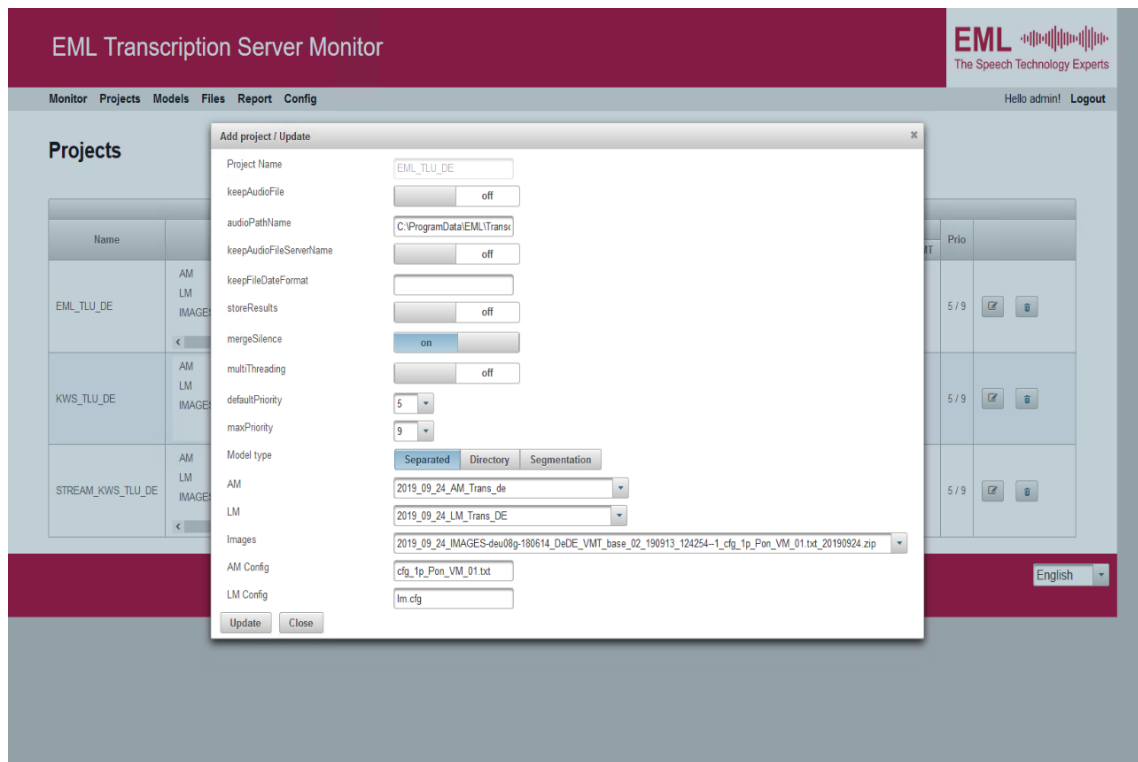 EML Transcription Server Monitor
EML
The Speech Technology Experts
Monitor Projects Models Files Report Config
Hello admin! Logout
Projects
Add project / Update
Project Name EML_TLU_DE
keepAudioFile off
audioPathName C:\ProgramData\EML\Transc
keepAudioFileServerName off
keepFileDateFormat
storeResults off
mergeSilence on
multiThreading off
defaultPriority 5
maxPriority 9
Model type Separated Directory Segmentation
AM 2019_09_24_AM_Trans_de
LM 2019_09_24_LM_Trans_DE
Images 2019_09_24_IMAGES-deu08g-180614_DeDE_VMT_base_02_190913_124254--1_cfg_1p_Pon_VM_01.txt_20190924.zip
AM Config cfg_1p_Pon_VM_01.txt
LM Config lm.cfg
Update Close
Name Prio
EML_TLU_DE
AM
LM
IMAGES
5 / 9
KWS_TLU_DE
AM
LM
IMAGES
5 / 9
STREAM_KWS_TLU_DE
AM
LM
IMAGES
5 / 9
English